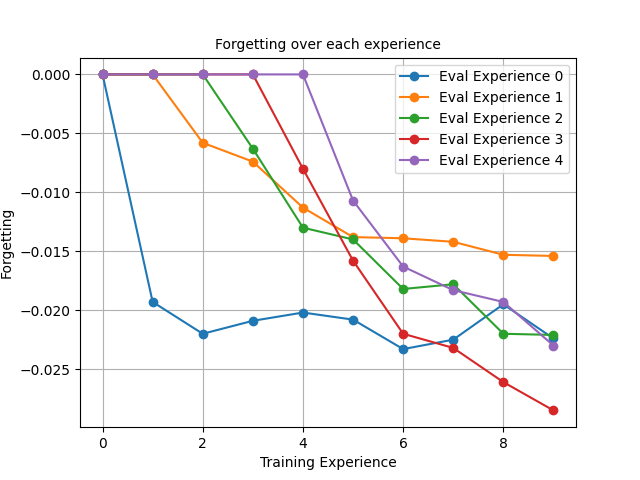 Forgetting over each experience
0.000
−0.005
−0.010
−0.015
−0.020
−0.025
Forgetting
Eval Experience 0
Eval Experience 1
Eval Experience 2
Eval Experience 3
Eval Experience 4
0 2 4 6 8
Training Experience